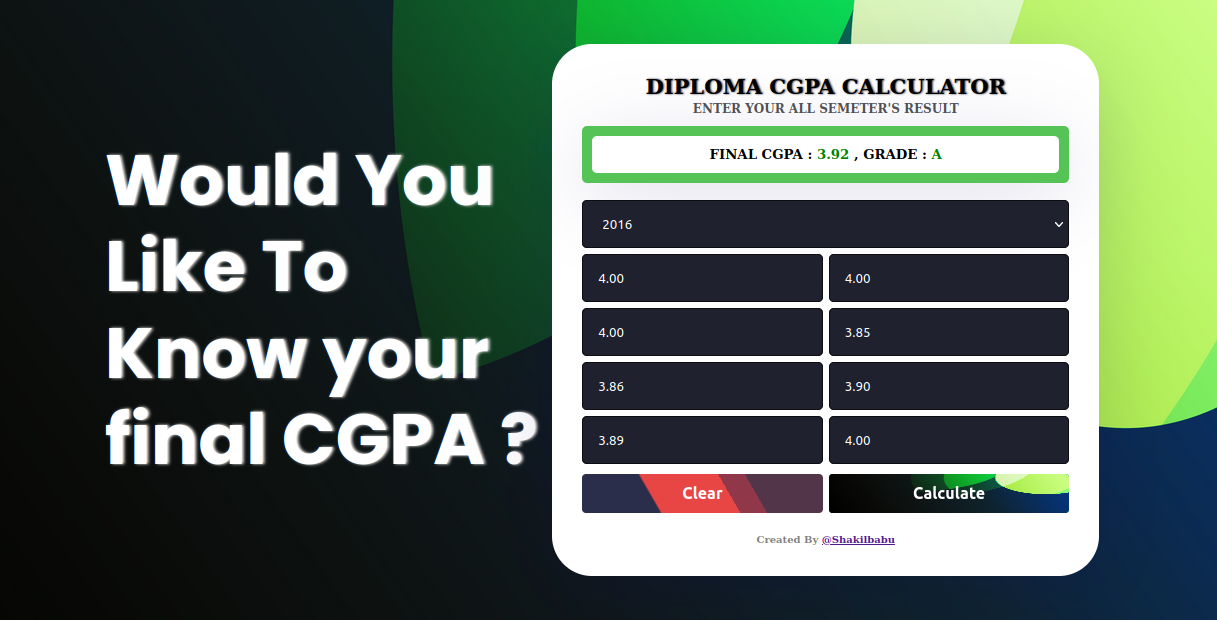 Would You
Like To
Know your
final CGPA ?
DIPLOMA CGPA CALCULATOR
ENTER YOUR ALL SEMETER'S RESULT
FINAL CGPA : 3.92 , GRADE : A
2016
4.00 4.00
4.00 3.85
3.86 3.90
3.89 4.00
Clear Calculate
Created By @Shakilbabu